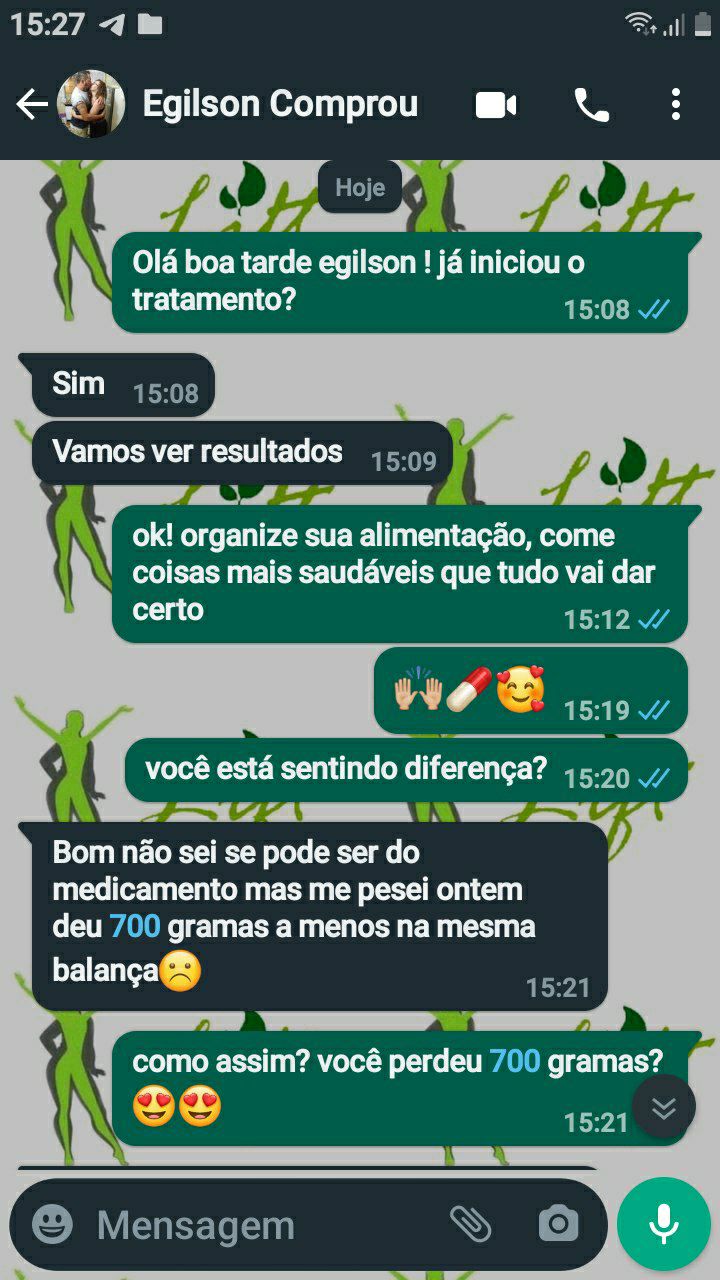 15:27
Egilson Comprou
Hoje
Olá boa tarde egilson ! já iniciou o
tratamento?
15:08
Sim
15:08
Vamos ver resultados
15:09
ok! organize sua alimentação, come
coisas mais saudáveis que tudo vai dar
certo
15:12
🙌🏼💊🥰
15:19
você está sentindo diferença?
15:20
Bom não sei se pode ser do
medicamento mas me pesei ontem
deu 700 gramas a menos na mesma
balança☹️
15:21
como assim? você perdeu 700 gramas?
😍😍
15:21
Mensagem